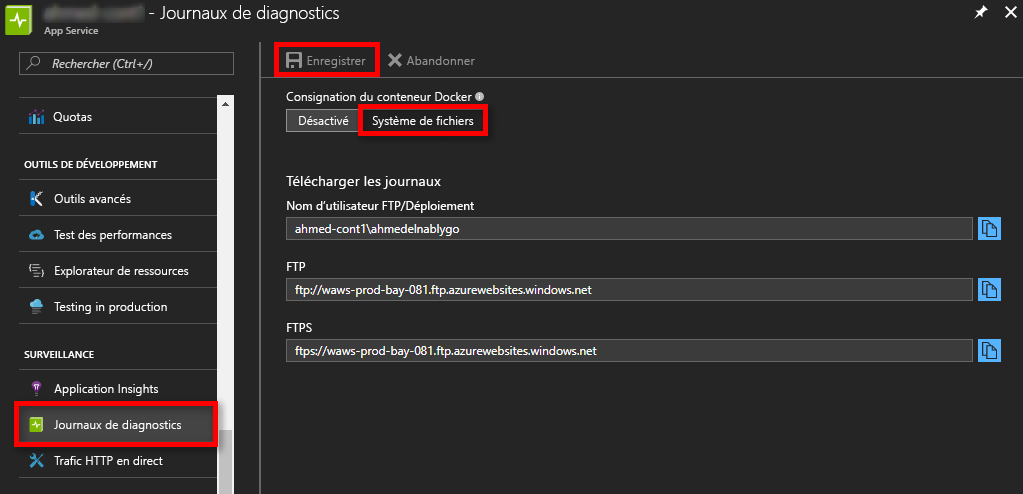 - Journaux de diagnostics
App Service
Rechercher (Ctrl+/)
Quotas
OUTILS DE DÉVELOPPEMENT
Outils avancés
Test des performances
Explorateur de ressources
Testing in production
SURVEILLANCE
Application Insights
Journaux de diagnostics
Trafic HTTP en direct
Enregistrer
Abandonner
Consignation du conteneur Docker
Désactivé
Système de fichiers
Télécharger les journaux
Nom d'utilisateur FTP/Déploiement
ahmed-cont1\ahmedelnablygo
FTP
ftp://waws-prod-bay-081.ftp.azurewebsites.windows.net
FTPS
ftps://waws-prod-bay-081.ftp.azurewebsites.windows.net